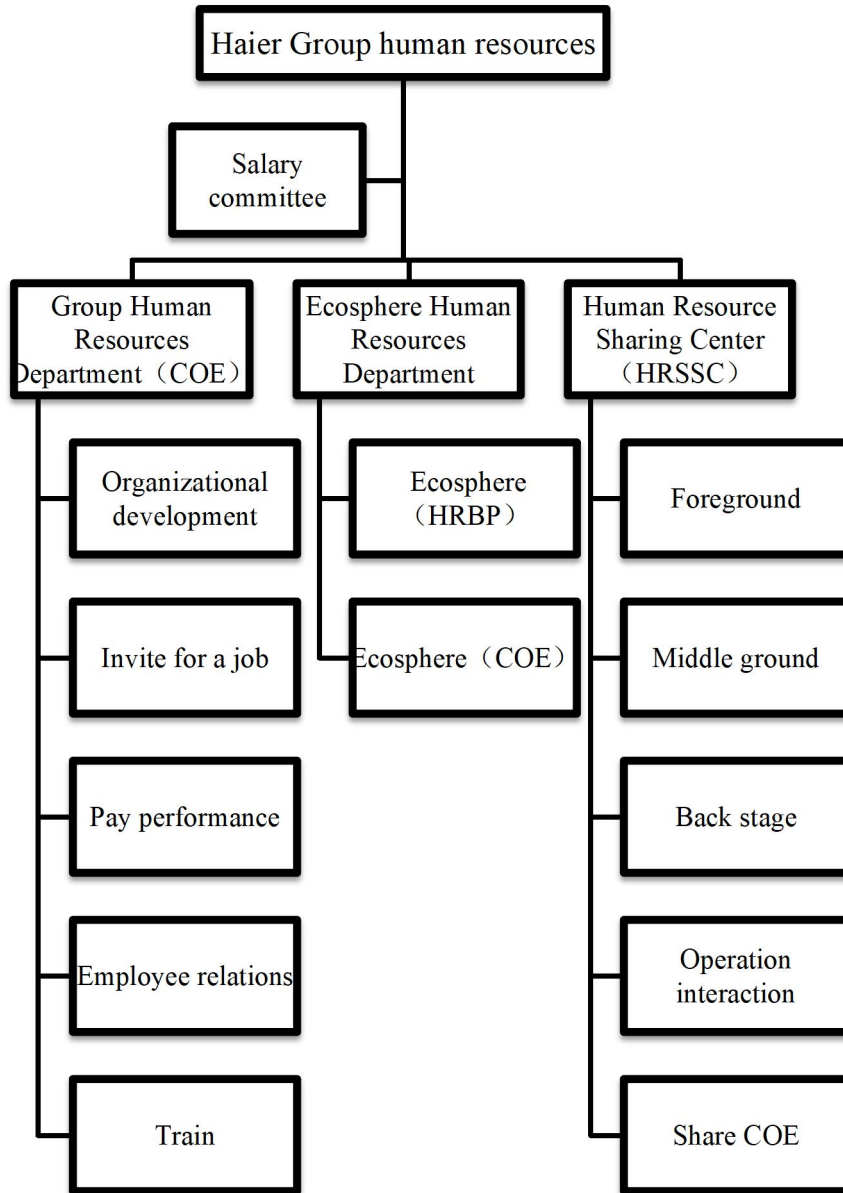 Haier Group human resources
Salary
committee
Group Human
Resources
Department（COE）
Ecosphere Human
Resources
Department
Human Resource
Sharing Center
（HRSSC）
Organizational
development
Invite for a job
Pay performance
Employee relations
Train
Ecosphere
（HRBP）
Ecosphere（COE）
Foreground
Middle ground
Back stage
Operation
interaction
Share COE